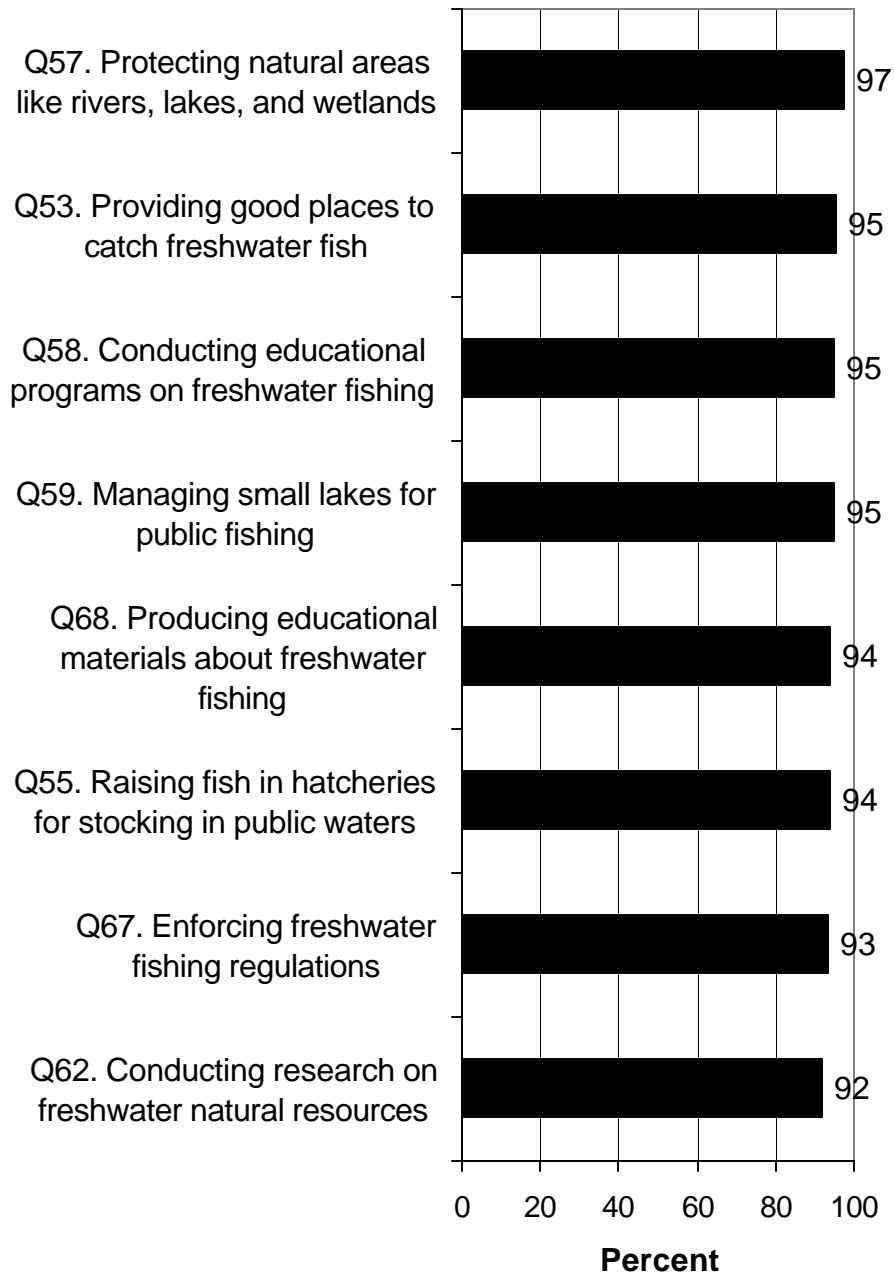 Q57. Protecting natural areas
like rivers, lakes, and wetlands
97
Q53. Providing good places to
catch freshwater fish
95
Q58. Conducting educational
programs on freshwater fishing
95
Q59. Managing small lakes for
public fishing
95
Q68. Producing educational
materials about freshwater
fishing
94
Q55. Raising fish in hatcheries
for stocking in public waters
94
Q67. Enforcing freshwater
fishing regulations
93
Q62. Conducting research on
freshwater natural resources
92
0 20 40 60 80 100
Percent